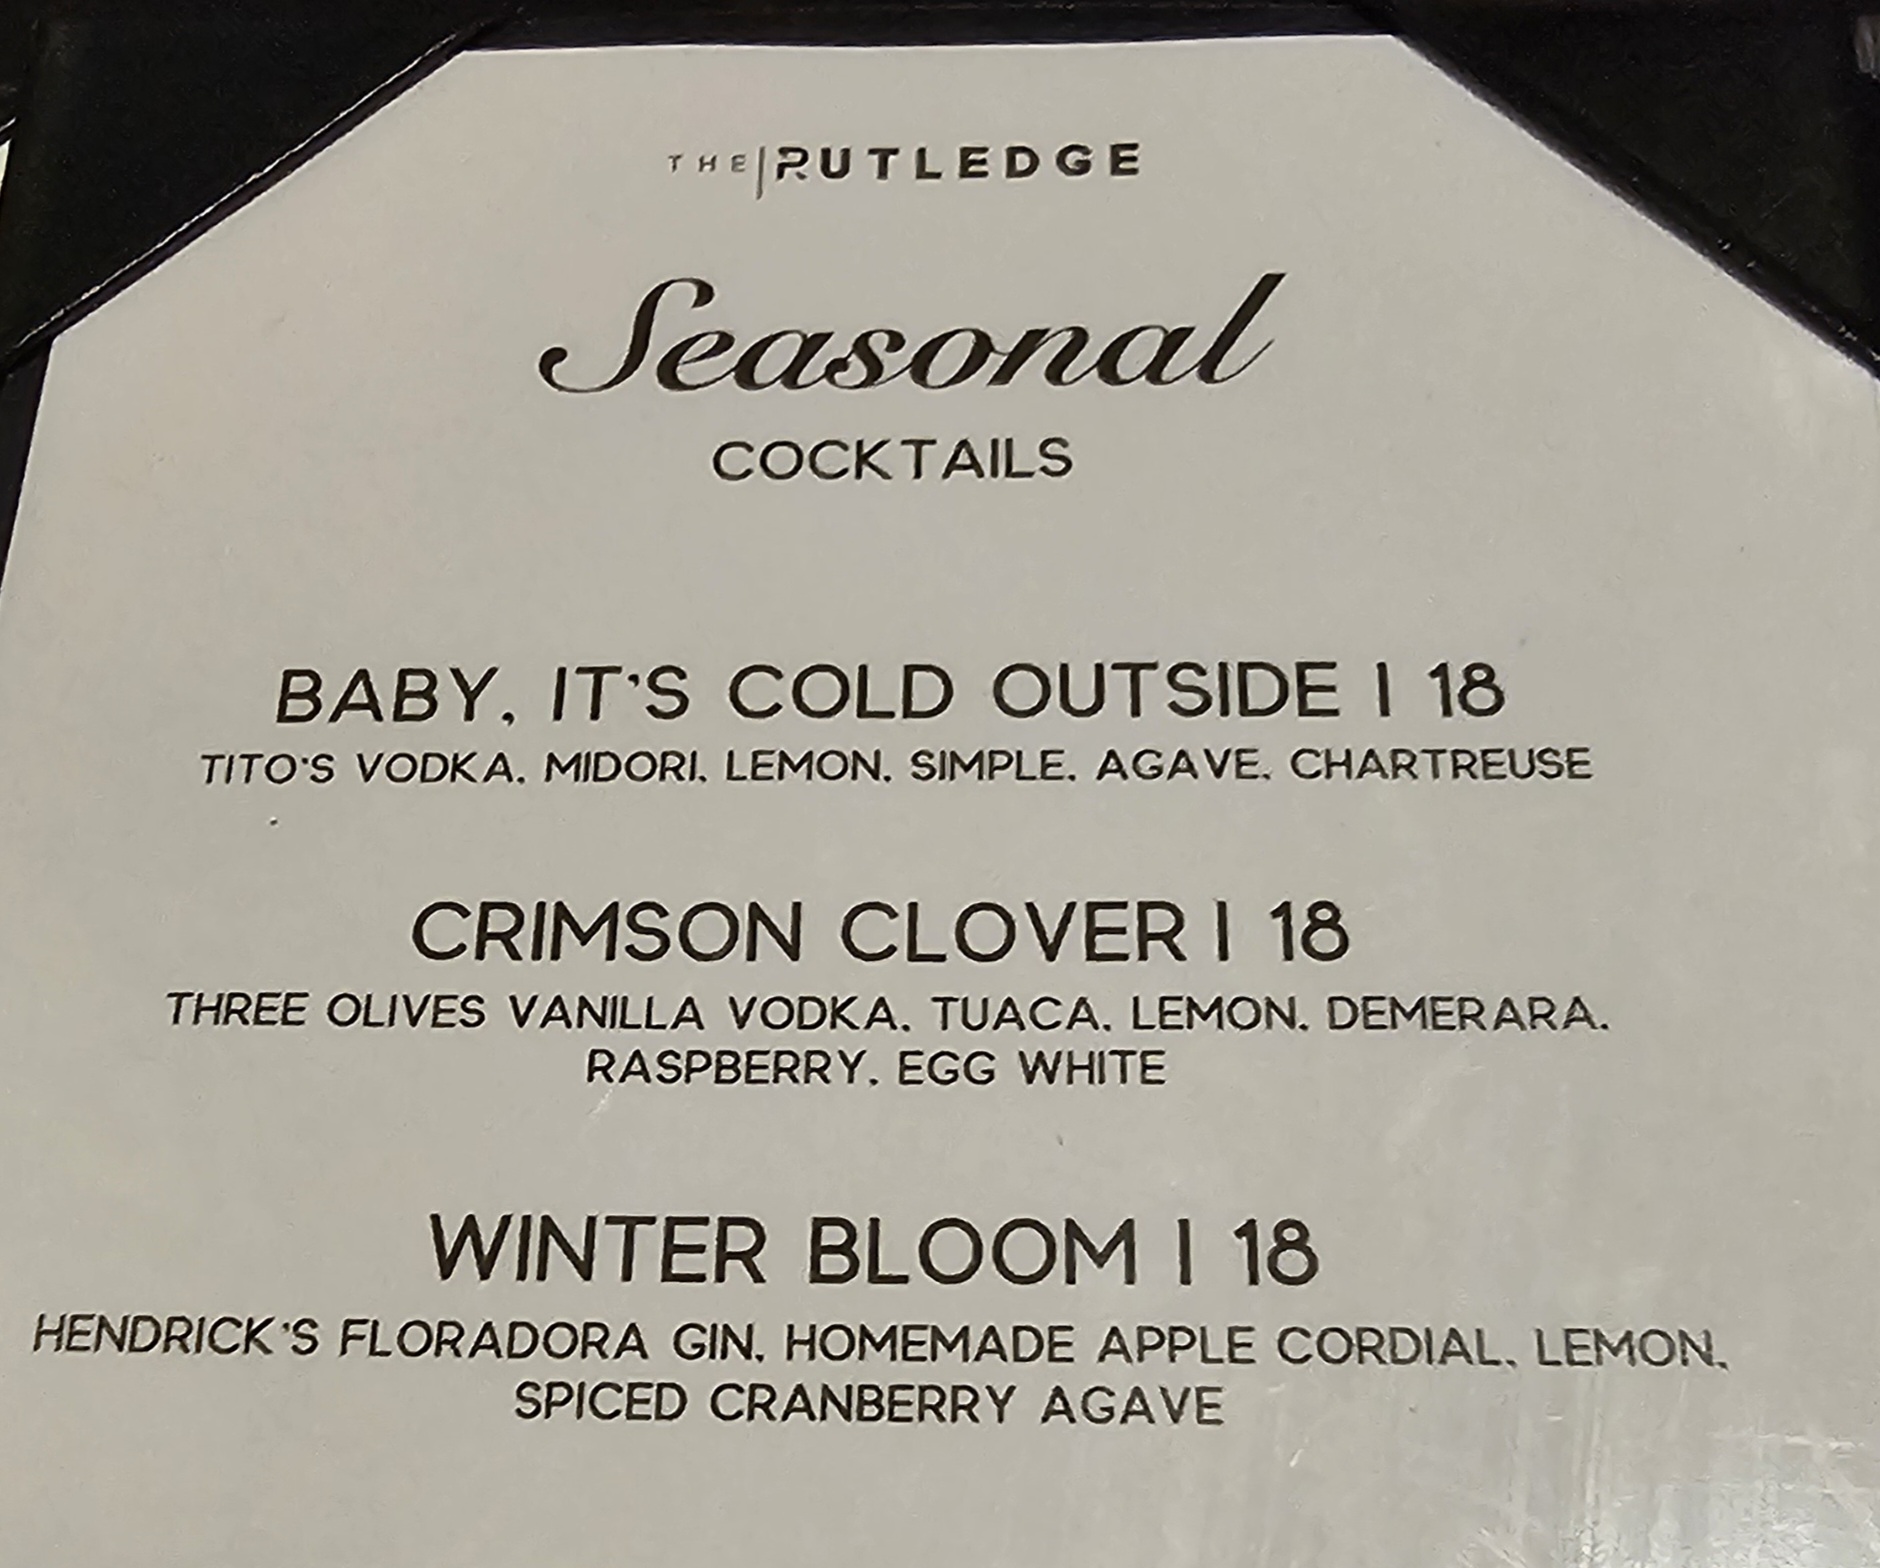 THE|RUTLEDGE
Seasonal
COCKTAILS
BABY, IT'S COLD OUTSIDE | 18
TITO'S VODKA, MIDORI, LEMON, SIMPLE, AGAVE, CHARTREUSE
CRIMSON CLOVER | 18
THREE OLIVES VANILLA VODKA, TUACA, LEMON, DEMERARA,
RASPBERRY, EGG WHITE
WINTER BLOOM | 18
HENDRICK'S FLORADORA GIN, HOMEMADE APPLE CORDIAL, LEMON,
SPICED CRANBERRY AGAVE